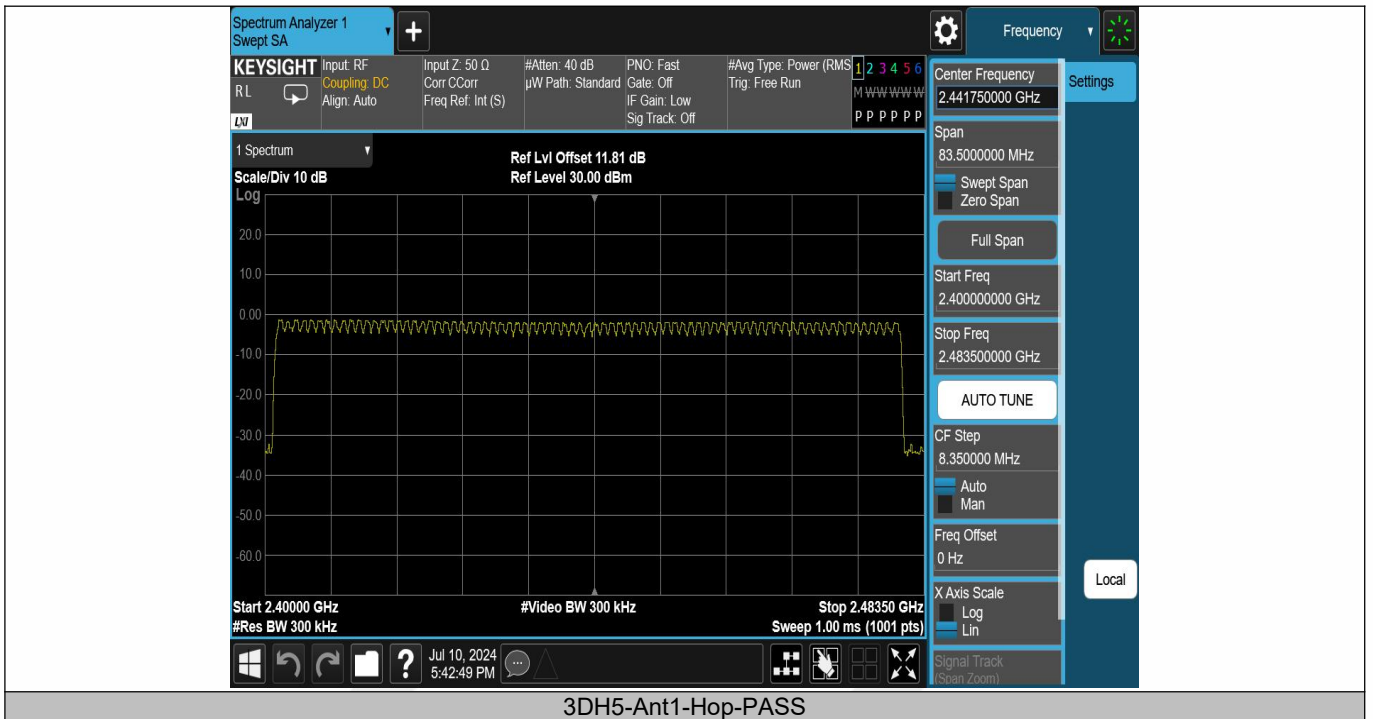 Spectrum Analyzer 1
Swept SA
+
Frequency
KEYSIGHT
RL
LXI
Input: RF
Coupling: DC
Align: Auto
Input Z: 50 Ω
Corr CCorr
Freq Ref: Int (S)
#Atten: 40 dB
µW Path: Standard
PNO: Fast
Gate: Off
IF Gain: Low
Sig Track: Off
#Avg Type: Power (RMS
Trig: Free Run
1 2 3 4 5 6
M W W W W W
P P P P P P
1 Spectrum
Scale/Div 10 dB
Log
Ref Lvl Offset 11.81 dB
Ref Level 30.00 dBm
20.0
10.0
0.00
-10.0
-20.0
-30.0
-40.0
-50.0
-60.0
Start 2.40000 GHz
#Res BW 300 kHz
#Video BW 300 kHz
Stop 2.48350 GHz
Sweep 1.00 ms (1001 pts)
Center Frequency
2.441750000 GHz
Settings
Span
83.5000000 MHz
Swept Span
Zero Span
Full Span
Start Freq
2.400000000 GHz
Stop Freq
2.483500000 GHz
AUTO TUNE
CF Step
8.350000 MHz
Auto
Man
Freq Offset
0 Hz
Local
X Axis Scale
Log
Lin
Signal Track
(Span Zoom)
?
Jul 10, 2024
5:42:49 PM
3DH5-Ant1-Hop-PASS